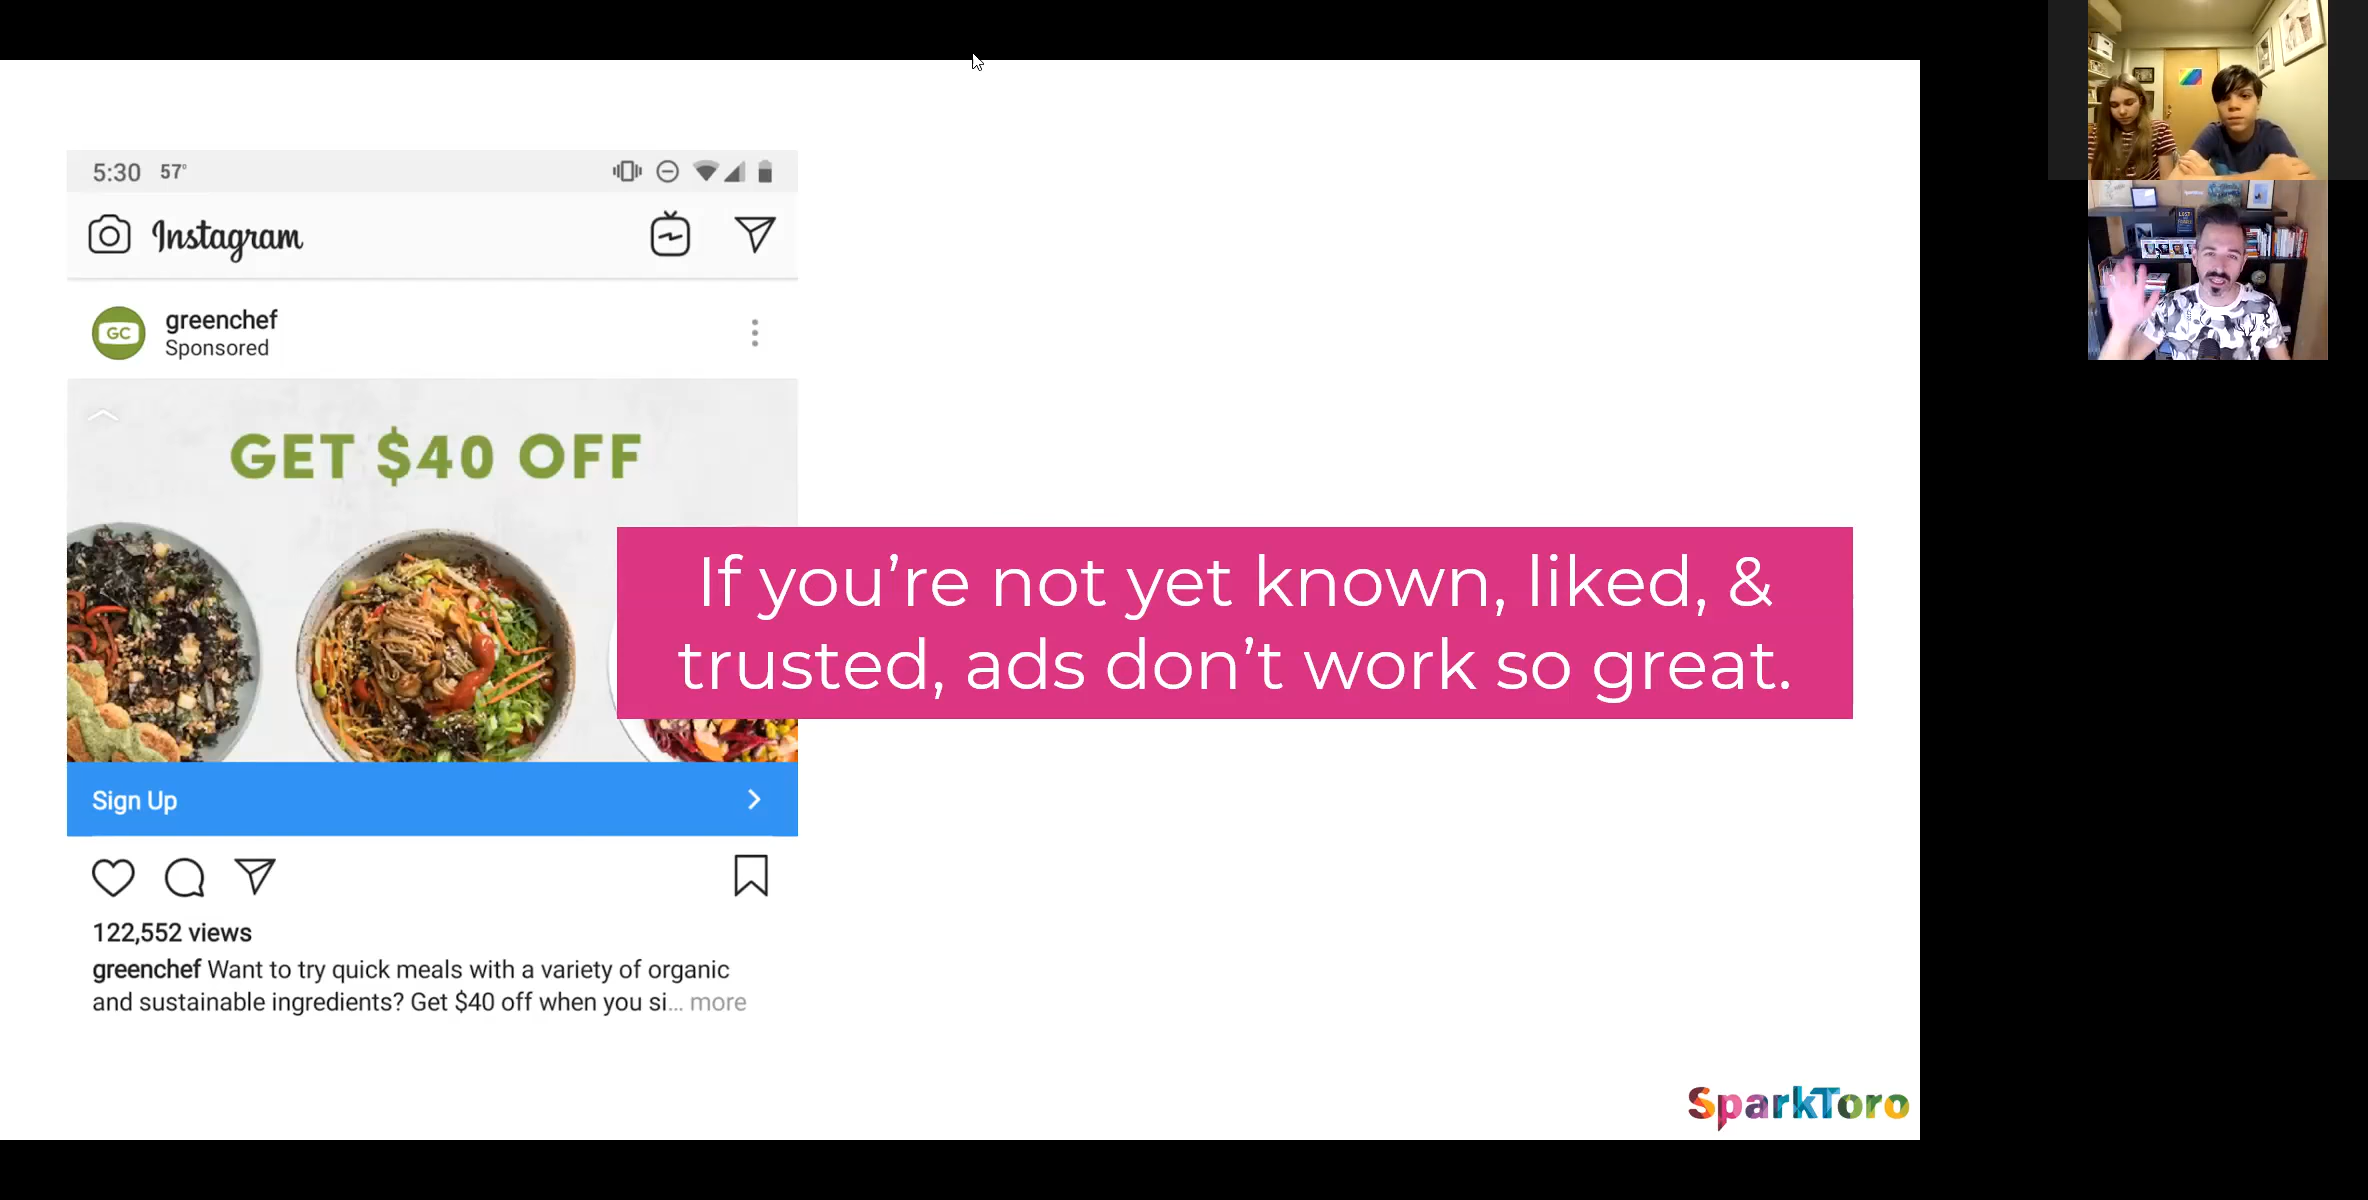 5:30 57°
Instagram
GC
greenchef
Sponsored
GET $40 OFF
If you’re not yet known, liked, &
trusted, ads don’t work so great.
Sign Up
122,552 views
greenchef Want to try quick meals with a variety of organic
and sustainable ingredients? Get $40 off when you si... more
SparkToro